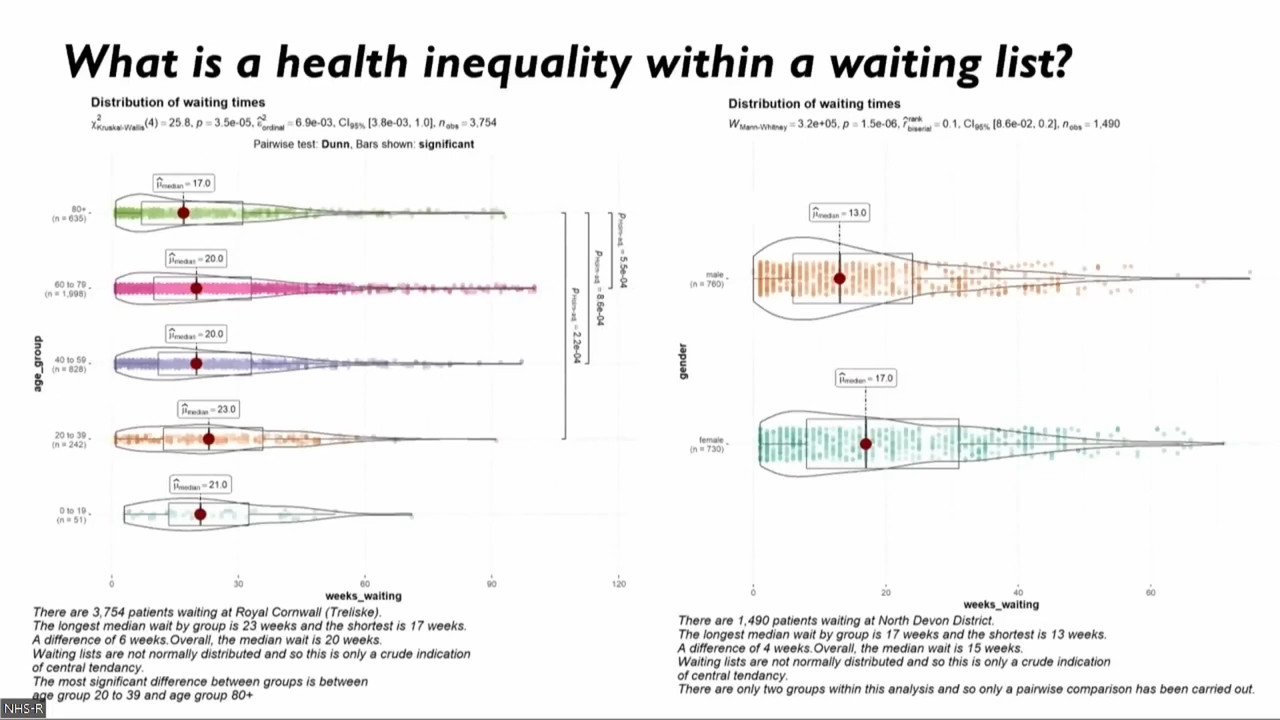 What is a health inequality within a waiting list?
Distribution of waiting times
χ²Kruskal-Wallis(4) = 25.8, p = 3.5e-05, ε̂²ordinal = 6.9e-03, CI95% [3.8e-03, 1.0], nobs = 3,754
Pairwise test: Dunn, Bars shown: significant
μ̂median = 17.0
80+
(n = 635)
μ̂median = 20.0
60 to 79
(n = 1,998)
μ̂median = 20.0
40 to 59
(n = 828)
μ̂median = 23.0
20 to 39
(n = 242)
μ̂median = 21.0
0 to 19
(n = 51)
age_group
pHolm-adj. = 5.5e-04
pHolm-adj. = 8.6e-04
pHolm-adj. = 2.2e-04
0 30 60 90 120
weeks_waiting
There are 3,754 patients waiting at Royal Cornwall (Treliske).
The longest median wait by group is 23 weeks and the shortest is 17 weeks.
A difference of 6 weeks.Overall, the median wait is 20 weeks.
Waiting lists are not normally distributed and so this is only a crude indication
of central tendancy.
The most significant difference between groups is between
age group 20 to 39 and age group 80+
Distribution of waiting times
WMann-Whitney = 3.2e+05, p = 1.5e-06, r̂rank biserial = 0.1, CI95% [8.6e-02, 0.2], nobs = 1,490
μ̂median = 13.0
male
(n = 760)
μ̂median = 17.0
female
(n = 730)
gender
0 20 40 60
weeks_waiting
There are 1,490 patients waiting at North Devon District.
The longest median wait by group is 17 weeks and the shortest is 13 weeks.
A difference of 4 weeks.Overall, the median wait is 15 weeks.
Waiting lists are not normally distributed and so this is only a crude indication
of central tendancy.
There are only two groups within this analysis and so only a pairwise comparison has been carried out.
NHS-R